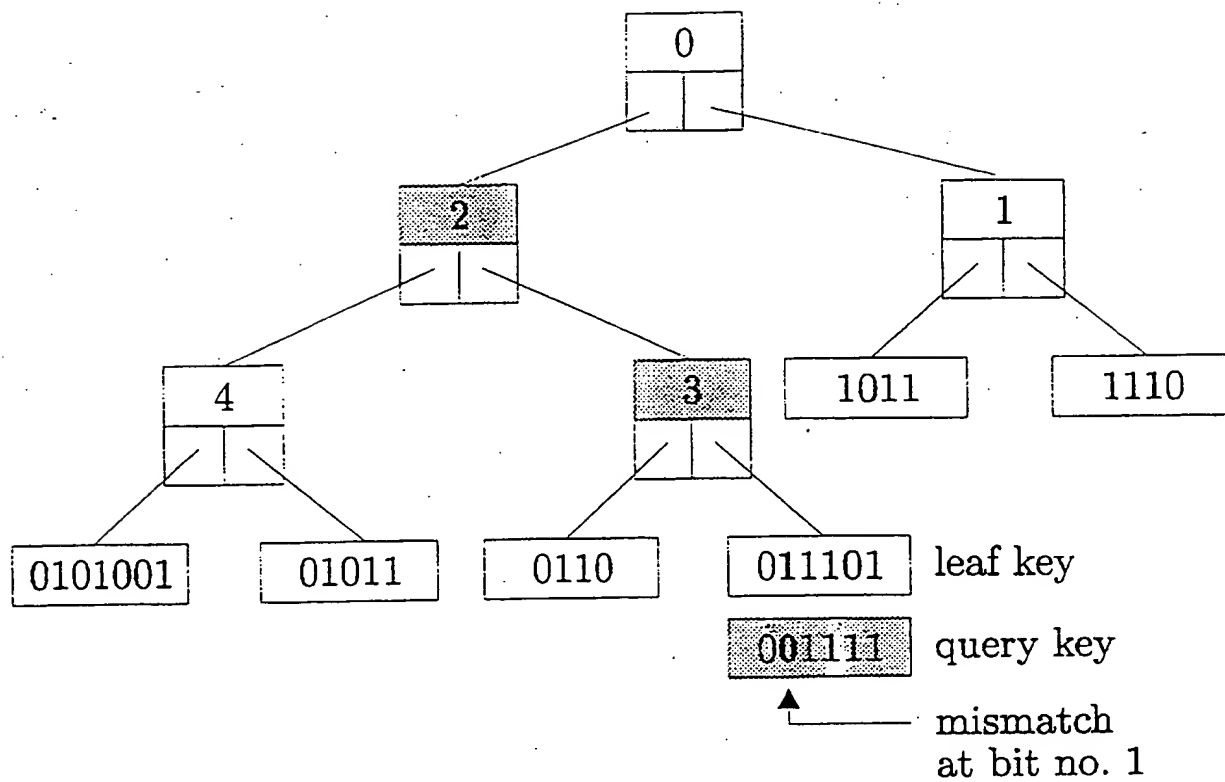 0
2 1
4 3 1011 1110
0101001 01011 0110 011101 leaf key
001111 query key
mismatch
at bit no. 1